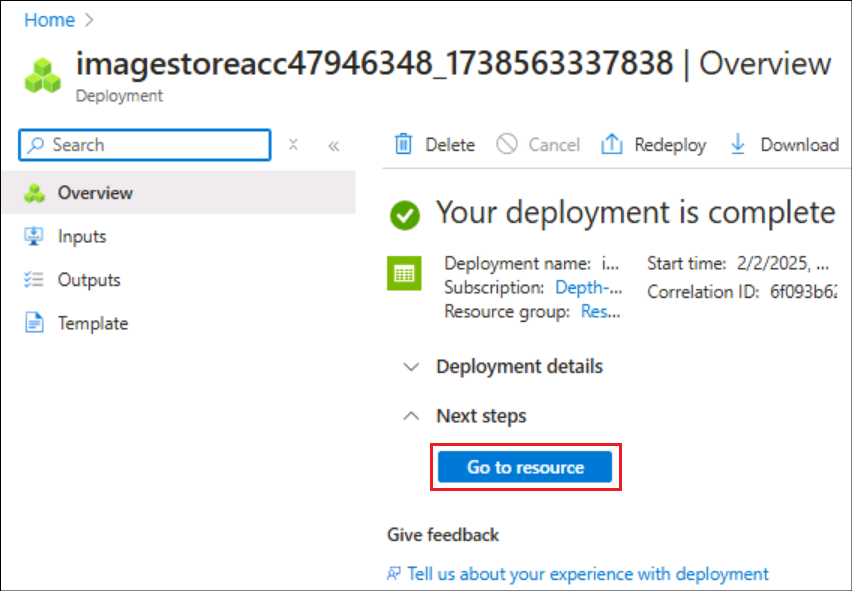 Home >
imagestoreacc47946348_1738563337838 | Overview
Deployment
Search
Overview
Inputs
Outputs
Template
Delete Cancel Redeploy Download
Your deployment is complete
Deployment name: i... Start time: 2/2/2025, ...
Subscription: Depth-... Correlation ID: 6f093b62
Resource group: Res...
Deployment details
Next steps
Go to resource
Give feedback
Tell us about your experience with deployment